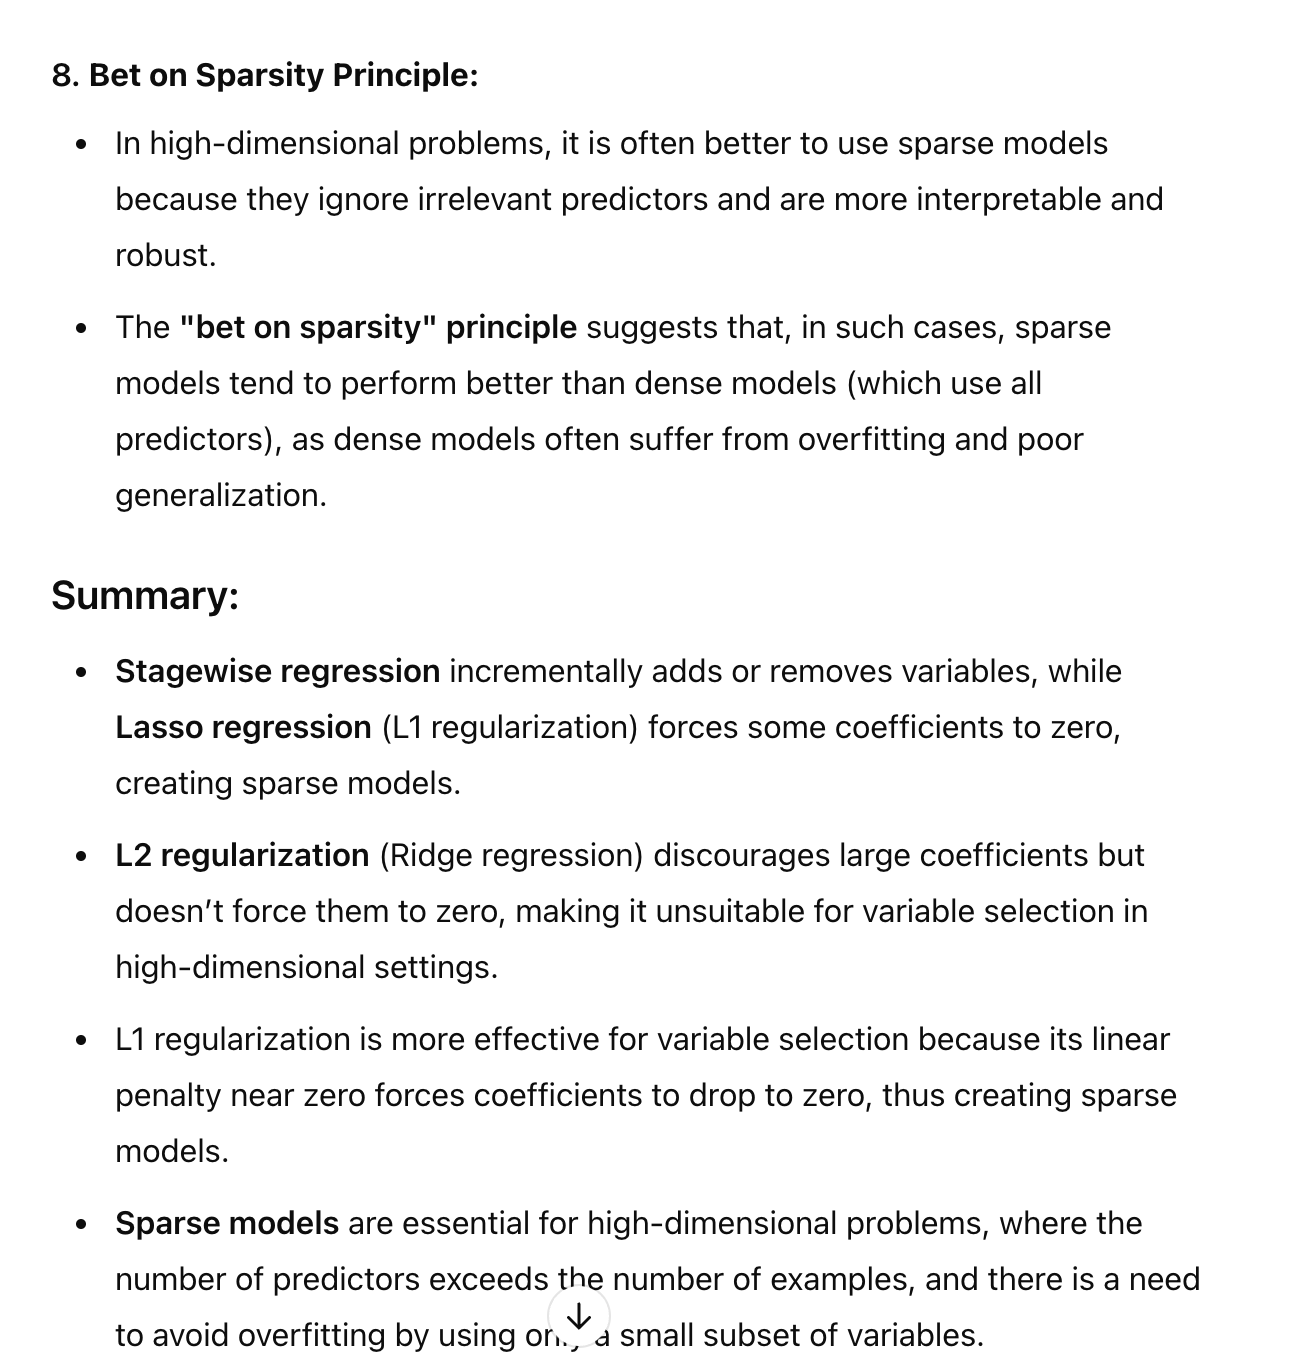 8. Bet on Sparsity Principle:
• In high-dimensional problems, it is often better to use sparse models
because they ignore irrelevant predictors and are more interpretable and
robust.
• The "bet on sparsity" principle suggests that, in such cases, sparse
models tend to perform better than dense models (which use all
predictors), as dense models often suffer from overfitting and poor
generalization.
Summary:
• Stagewise regression incrementally adds or removes variables, while
Lasso regression (L1 regularization) forces some coefficients to zero,
creating sparse models.
• L2 regularization (Ridge regression) discourages large coefficients but
doesn’t force them to zero, making it unsuitable for variable selection in
high-dimensional settings.
• L1 regularization is more effective for variable selection because its linear
penalty near zero forces coefficients to drop to zero, thus creating sparse
models.
• Sparse models are essential for high-dimensional problems, where the
number of predictors exceeds the number of examples, and there is a need
to avoid overfitting by using only a small subset of variables.